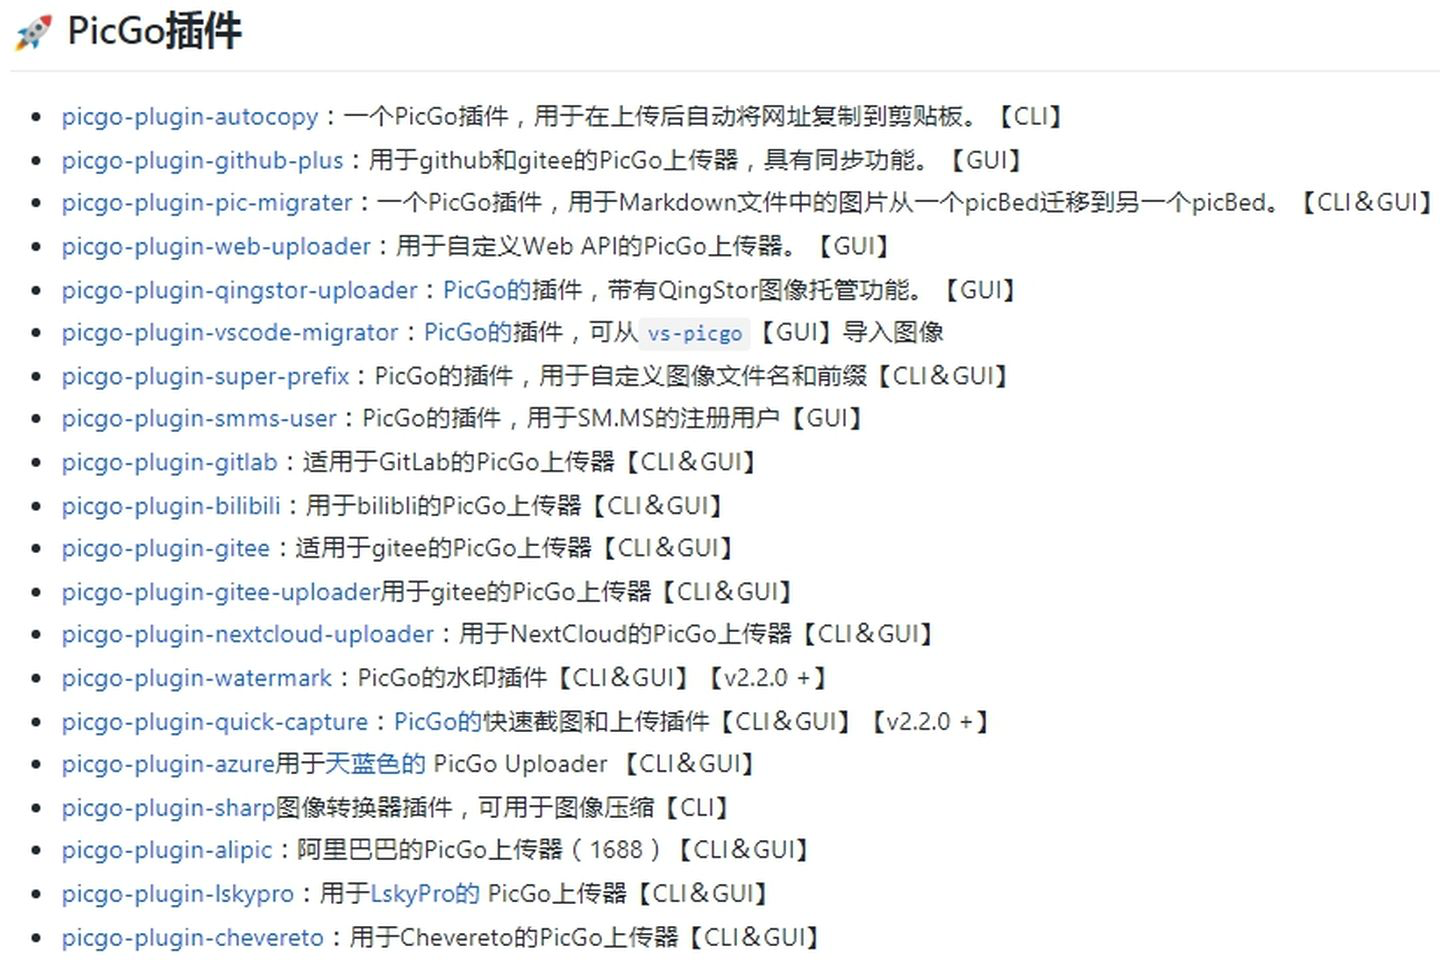 🚀 PicGo插件
• picgo-plugin-autocopy：一个PicGo插件，用于在上传后自动将网址复制到剪贴板。【CLI】
• picgo-plugin-github-plus：用于github和gitee的PicGo上传器，具有同步功能。【GUI】
• picgo-plugin-pic-migrater：一个PicGo插件，用于Markdown文件中的图片从一个picBed迁移到另一个picBed。【CLI＆GUI】
• picgo-plugin-web-uploader：用于自定义Web API的PicGo上传器。【GUI】
• picgo-plugin-qingstor-uploader：PicGo的插件，带有QingStor图像托管功能。【GUI】
• picgo-plugin-vscode-migrator：PicGo的插件，可从 vs-picgo 【GUI】导入图像
• picgo-plugin-super-prefix：PicGo的插件，用于自定义图像文件名和前缀【CLI＆GUI】
• picgo-plugin-smms-user：PicGo的插件，用于SM.MS的注册用户【GUI】
• picgo-plugin-gitlab：适用于GitLab的PicGo上传器【CLI＆GUI】
• picgo-plugin-bilibili：用于bilibli的PicGo上传器【CLI＆GUI】
• picgo-plugin-gitee：适用于gitee的PicGo上传器【CLI＆GUI】
• picgo-plugin-gitee-uploader用于gitee的PicGo上传器【CLI＆GUI】
• picgo-plugin-nextcloud-uploader：用于NextCloud的PicGo上传器【CLI＆GUI】
• picgo-plugin-watermark：PicGo的水印插件【CLI＆GUI】【v2.2.0 +】
• picgo-plugin-quick-capture：PicGo的快速截图和上传插件【CLI＆GUI】【v2.2.0 +】
• picgo-plugin-azure用于天蓝色的 PicGo Uploader 【CLI＆GUI】
• picgo-plugin-sharp图像转换器插件，可用于图像压缩【CLI】
• picgo-plugin-alipic：阿里巴巴的PicGo上传器（1688）【CLI＆GUI】
• picgo-plugin-lskypro：用于LskyPro的 PicGo上传器【CLI＆GUI】
• picgo-plugin-chevereto：用于Chevereto的PicGo上传器【CLI＆GUI】